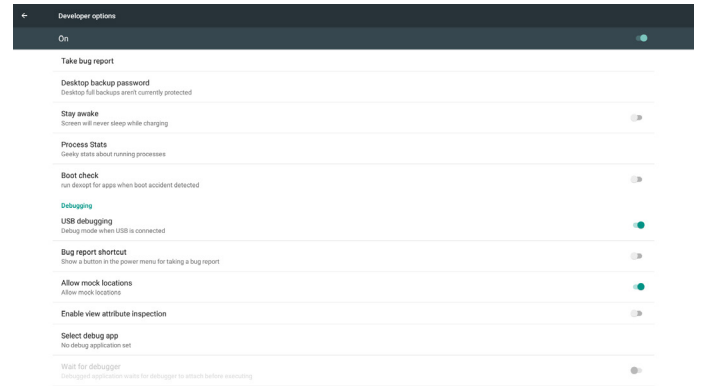 Developer options
On
Take bug report
Desktop backup password
Desktop full backups aren't currently protected
Stay awake
Screen will never sleep while charging
Process Stats
Geeky stats about running processes
Boot check
run dexopt for apps when boot accident detected
Debugging
USB debugging
Debug mode when USB is connected
Bug report shortcut
Show a button in the power menu for taking a bug report
Allow mock locations
Allow mock locations
Enable view attribute inspection
Select debug app
No debug application set
Wait for debugger
Debugged application waits for debugger to attach before executing